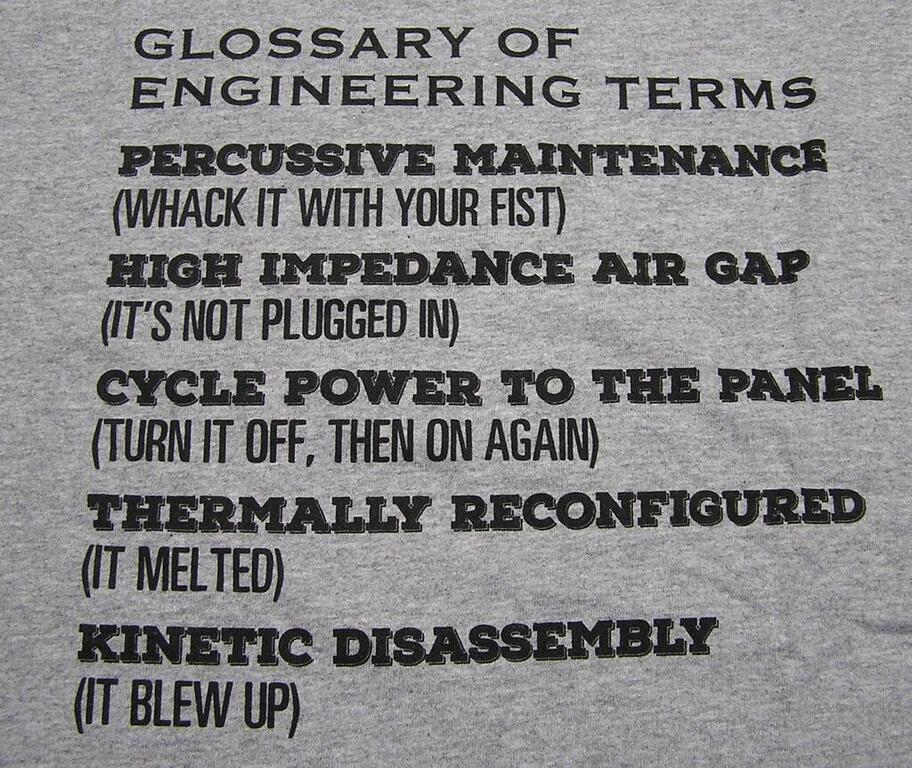 GLOSSARY OF
ENGINEERING TERMS
PERCUSSIVE MAINTENANCE
(WHACK IT WITH YOUR FIST)
HIGH IMPEDANCE AIR GAP
(IT'S NOT PLUGGED IN)
CYCLE POWER TO THE PANEL
(TURN IT OFF, THEN ON AGAIN)
THERMALLY RECONFIGURED
(IT MELTED)
KINETIC DISASSEMBLY
(IT BLEW UP)